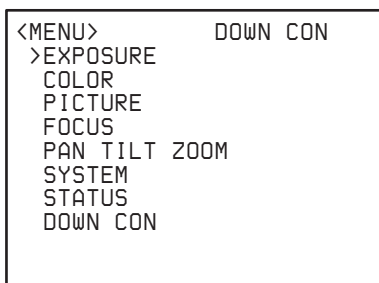 <MENU> DOWN CON
>EXPOSURE
COLOR
PICTURE
FOCUS
PAN TILT ZOOM
SYSTEM
STATUS
DOWN CON